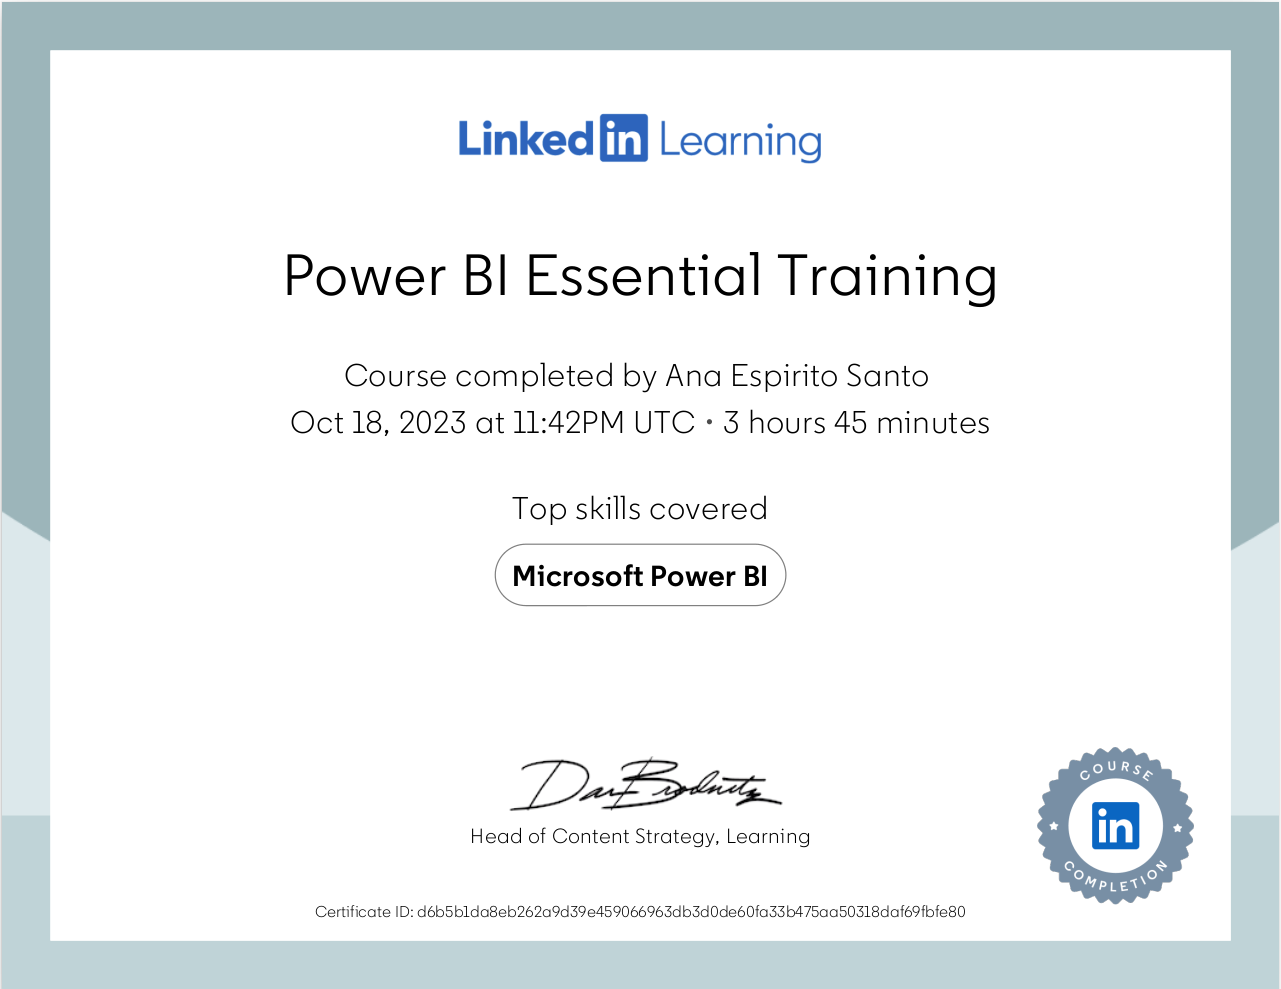 Linkedin Learning
Power BI Essential Training
Course completed by Ana Espirito Santo
Oct 18, 2023 at 11:42PM UTC • 3 hours 45 minutes
Top skills covered
Microsoft Power BI
Dan Brodnitz
Head of Content Strategy, Learning
COURSE
in
COMPLETION
Certificate ID: d6b5b1da8eb262a9d39e459066963db3d0de60fa33b475aa50318daf69fbfe80